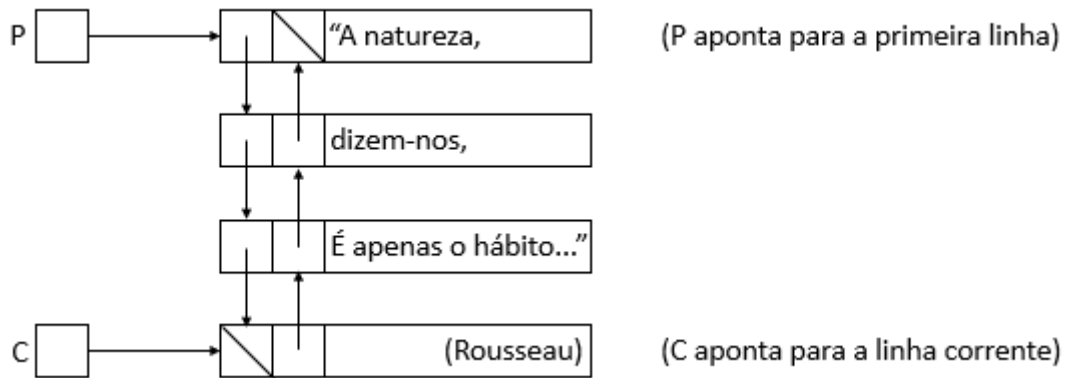 P “A natureza, (P aponta para a primeira linha)
dizem-nos,
É apenas o hábito...”
C (Rousseau) (C aponta para a linha corrente)